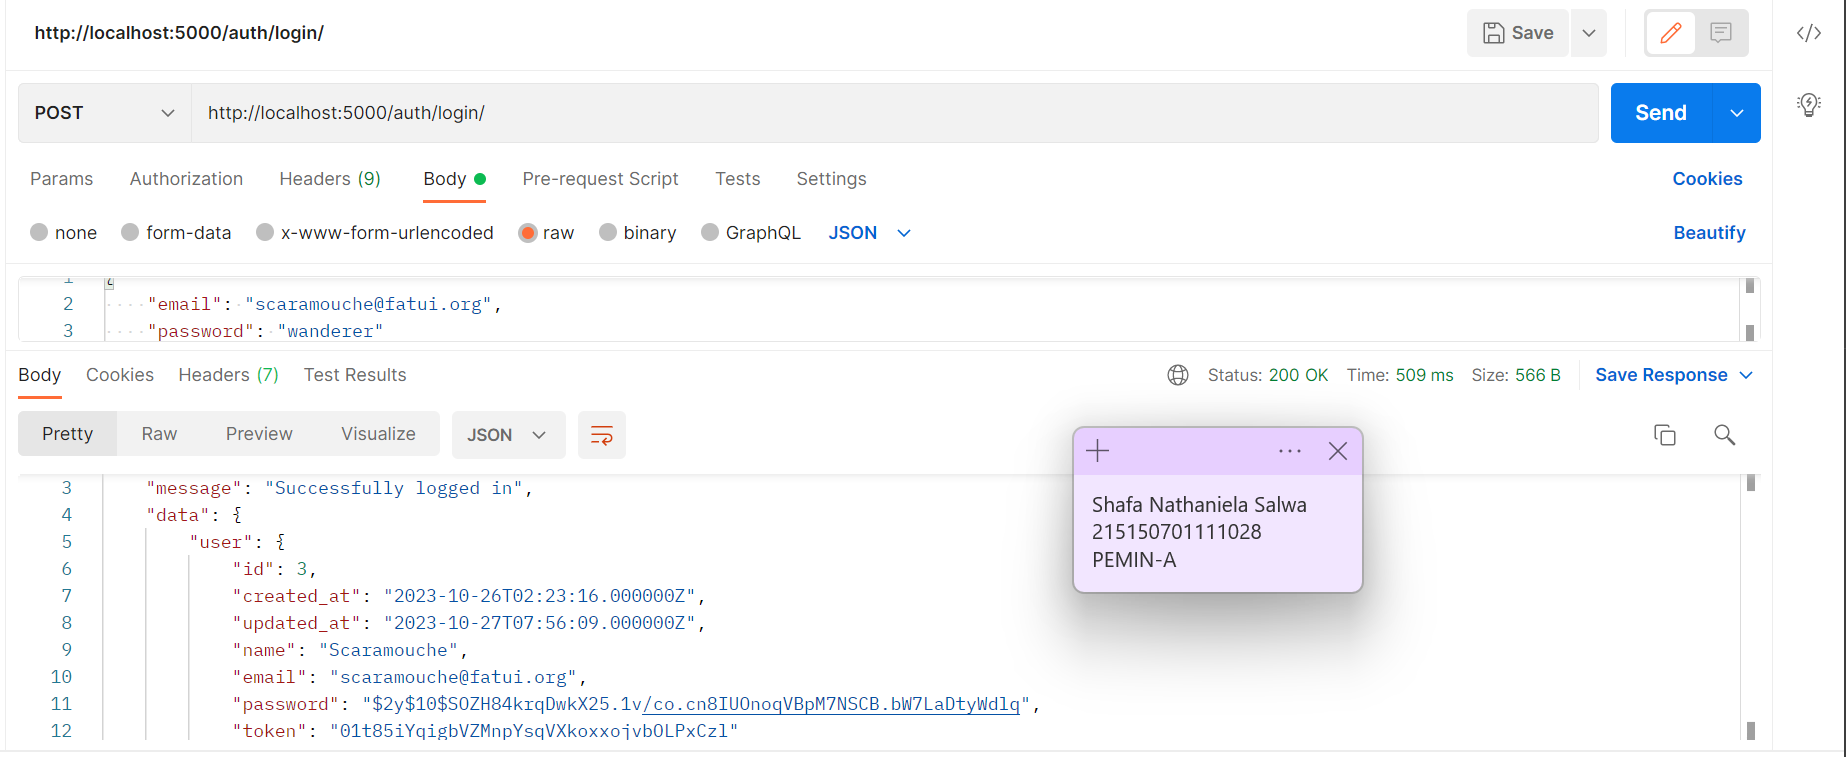 http://localhost:5000/auth/login/
Save
POST
http://localhost:5000/auth/login/
Send
Params Authorization Headers (9) Body Pre-request Script Tests Settings Cookies
none form-data x-www-form-urlencoded raw binary GraphQL JSON Beautify
1 {
2 "email": "scaramouche@fatui.org",
3 "password": "wanderer"
Body Cookies Headers (7) Test Results Status: 200 OK Time: 509 ms Size: 566 B Save Response
Pretty Raw Preview Visualize JSON
3 "message": "Successfully logged in",
4 "data": {
5 "user": {
6 "id": 3,
7 "created_at": "2023-10-26T02:23:16.000000Z",
8 "updated_at": "2023-10-27T07:56:09.000000Z",
9 "name": "Scaramouche",
10 "email": "scaramouche@fatui.org",
11 "password": "$2y$10$SOZH84krqDwkX25.1v/co.cn8IUOnoqVBpM7NSCB.bW7LaDtyWdlq",
12 "token": "01t85iYqigbVZMnpYsqVXkoxxojvbOLPxCzl"
Shafa Nathaniela Salwa
215150701111028
PEMIN-A